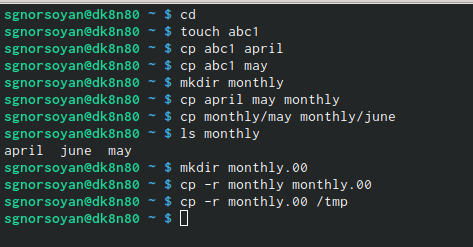 sgnorsoyan@dk8n80 ~ $ cd
sgnorsoyan@dk8n80 ~ $ touch abc1
sgnorsoyan@dk8n80 ~ $ cp abc1 april
sgnorsoyan@dk8n80 ~ $ cp abc1 may
sgnorsoyan@dk8n80 ~ $ mkdir monthly
sgnorsoyan@dk8n80 ~ $ cp april may monthly
sgnorsoyan@dk8n80 ~ $ cp monthly/may monthly/june
sgnorsoyan@dk8n80 ~ $ ls monthly
april  june  may
sgnorsoyan@dk8n80 ~ $ mkdir monthly.00
sgnorsoyan@dk8n80 ~ $ cp -r monthly monthly.00
sgnorsoyan@dk8n80 ~ $ cp -r monthly.00 /tmp
sgnorsoyan@dk8n80 ~ $